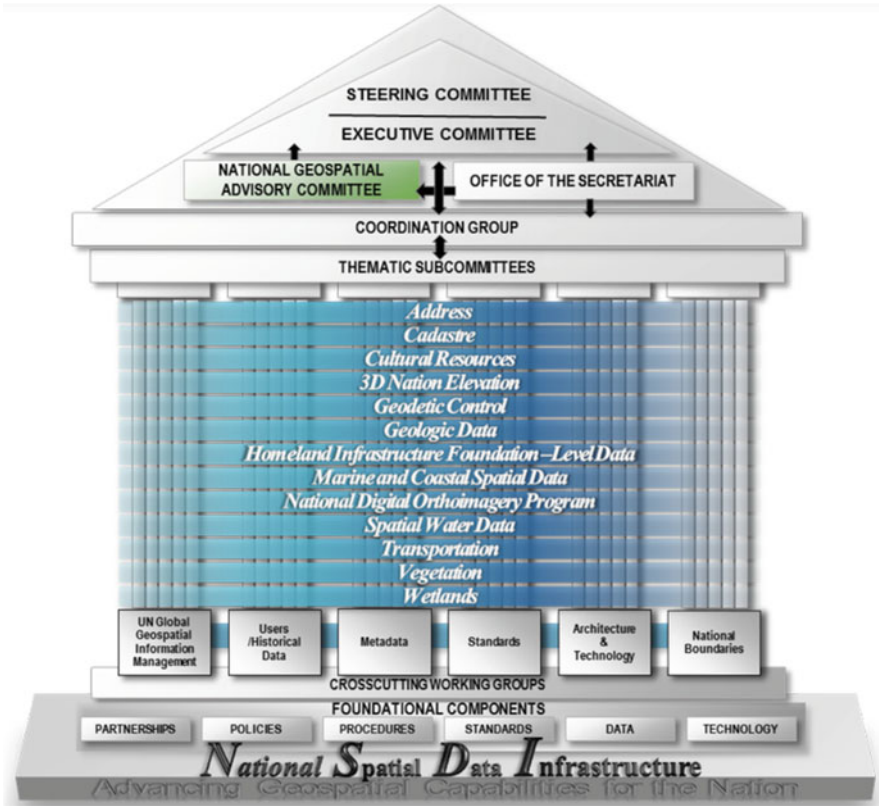 STEERING COMMITTEE
EXECUTIVE COMMITTEE
NATIONAL GEOSPATIAL
ADVISORY COMMITTEE
OFFICE OF THE SECRETARIAT
COORDINATION GROUP
THEMATIC SUBCOMMITTEES
Address
Cadastre
Cultural Resources
3D Nation Elevation
Geodetic Control
Geologic Data
Homeland Infrastructure Foundation–Level Data
Marine and Coastal Spatial Data
National Digital Orthoimagery Program
Spatial Water Data
Transportation
Vegetation
Wetlands
UN Global
Geospatial
Information
Management
Users
/Historical
Data
Metadata
Standards
Architecture
&
Technology
National
Boundaries
CROSSCUTTING WORKING GROUPS
FOUNDATIONAL COMPONENTS
PARTNERSHIPS
POLICIES
PROCEDURES
STANDARDS
DATA
TECHNOLOGY
National Spatial Data Infrastructure
Advancing Geospatial Capabilities for the Nation